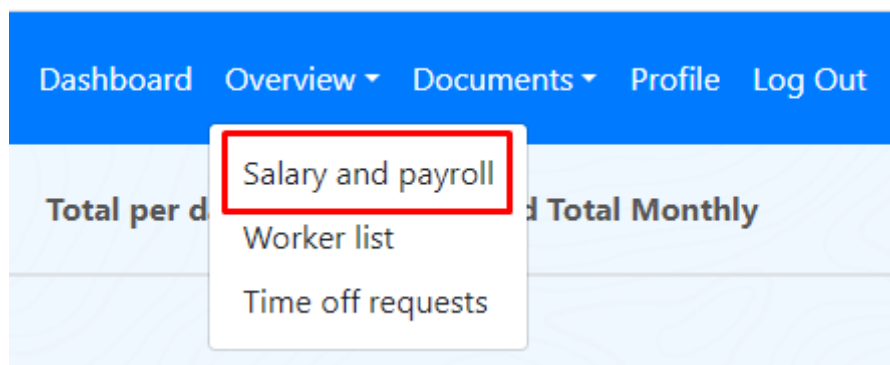 Dashboard Overview Documents Profile Log Out
Salary and payroll
Total per d
d Total Monthly
Worker list
Time off requests